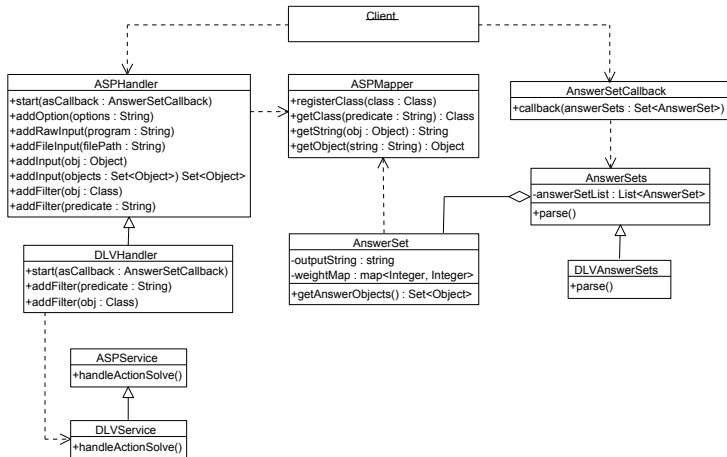 Client
ASPHandler
+start(asCallback : AnswerSetCallback)
+addOption(options : String)
+addRawInput(program : String)
+addFileInput(filePath : String)
+addInput(obj : Object)
+addInput(objects : Set<Object>) Set<Object>
+addFilter(obj : Class)
+addFilter(predicate : String)
ASPMapper
+registerClass(class : Class)
+getClass(predicate : String) : Class
+getString(obj : Object) : String
+getObject(string : String) : Object
AnswerSetCallback
+callback(answerSets : Set<AnswerSet>)
AnswerSets
-answerSetList : List<AnswerSet>
+parse()
AnswerSet
-outputString : string
-weightMap : map<Integer, Integer>
+getAnswerObjects() : Set<Object>
DLVHandler
+start(asCallback : AnswerSetCallback)
+addFilter(predicate : String)
+addFilter(obj : Class)
DLVAnswerSets
+parse()
ASPService
+handleActionSolve()
DLVService
+handleActionSolve()